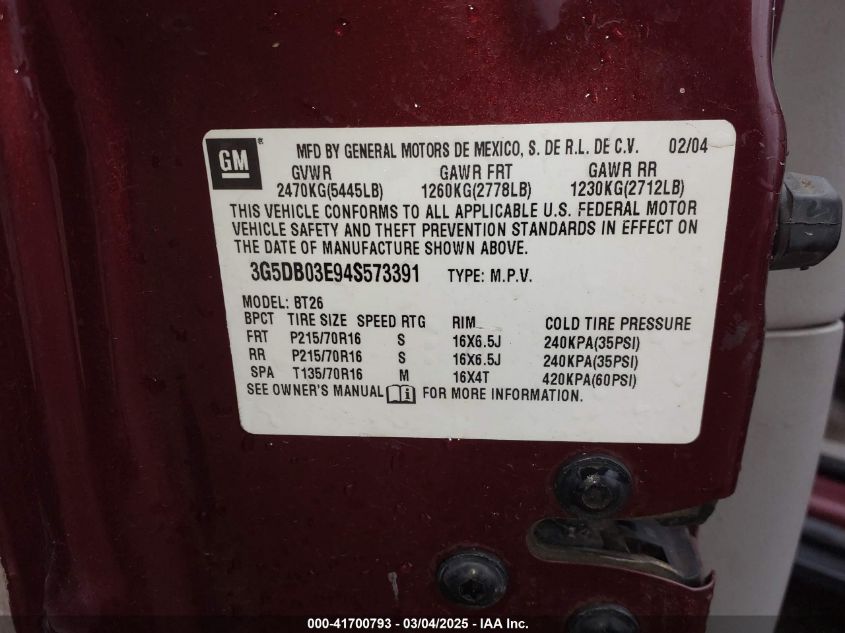 GM ® MFD BY GENERAL MOTORS DE MEXICO, S. DE R.L. DE C.V. 02/04
GVWR GAWR FRT GAWR RR
2470KG(5445LB) 1260KG(2778LB) 1230KG(2712LB)
THIS VEHICLE CONFORMS TO ALL APPLICABLE U.S. FEDERAL MOTOR
VEHICLE SAFETY AND THEFT PREVENTION STANDARDS IN EFFECT ON
THE DATE OF MANUFACTURE SHOWN ABOVE.
3G5DB03E94S573391 TYPE: M.P.V.
MODEL: BT26
BPCT TIRE SIZE SPEED RTG RIM COLD TIRE PRESSURE
FRT P215/70R16 S 16X6.5J 240KPA(35PSI)
RR P215/70R16 S 16X6.5J 240KPA(35PSI)
SPA T135/70R16 M 16X4T 420KPA(60PSI)
SEE OWNER'S MANUAL i FOR MORE INFORMATION.
000-41700793 - 03/04/2025 - IAA Inc.